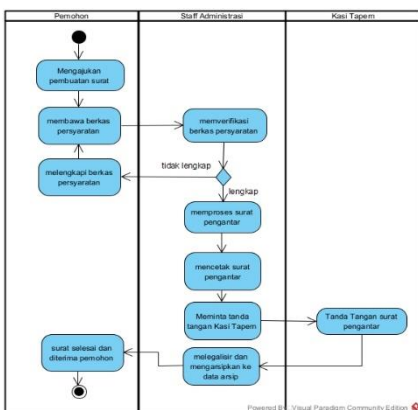 Pemohon
Staff Administrasi
Kasi Tapem
Mengajukan
pembuatan surat
membawa berkas
persyaratan
memverifikasi
berkas persyaratan
tidak lengkap
melengkapi berkas
persyaratan
lengkap
memproses surat
pengantar
mencetak surat
pengantar
Meminta tanda
tangan Kasi Tapem
Tanda Tangan surat
pengantar
surat selesai dan
diterima pemohon
melegalisir dan
mengarsipkan ke
data arsip
Powered By Visual Paradigm Community Edition